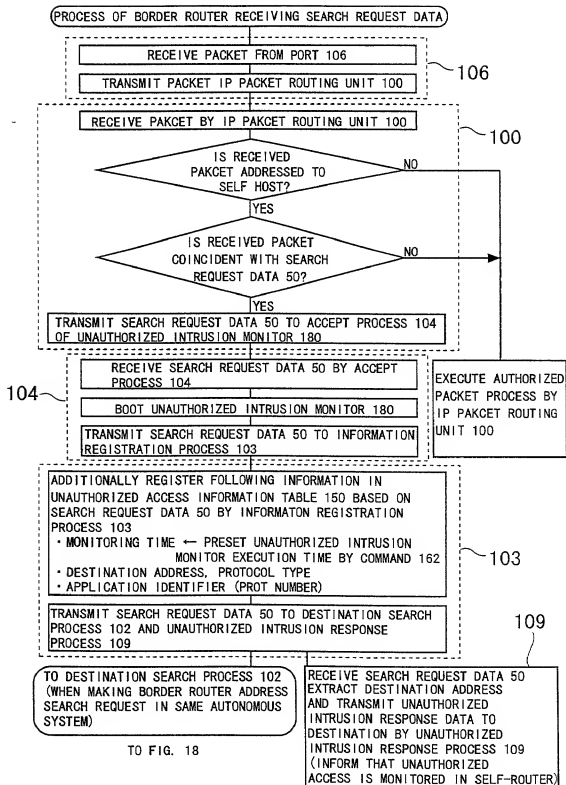 PROCESS OF BORDER ROUTER RECEIVING SEARCH REQUEST DATA
RECEIVE PACKET FROM PORT 106
TRANSMIT PACKET IP PACKET ROUTING UNIT 100
106
RECEIVE PAKCET BY IP PAKCET ROUTING UNIT 100
100
IS RECEIVED
PAKCET ADDRESSED TO
SELF HOST?
NO
YES
IS RECEIVED PACKET
COINCIDENT WITH SEARCH
REQUEST DATA 50?
NO
YES
TRANSMIT SEARCH REQUEST DATA 50 TO ACCEPT PROCESS 104
OF UNAUTHORIZED INTRUSION MONITOR 180
104
RECEIVE SEARCH REQUEST DATA 50 BY ACCEPT
PROCESS 104
BOOT UNAUTHORIZED INTRUSION MONITOR 180
TRANSMIT SEARCH REQUEST DATA 50 TO INFORMATION
REGISTRATION PROCESS 103
EXECUTE AUTHORIZED
PACKET PROCESS BY
IP PAKCET ROUTING
UNIT 100
ADDITIONALLY REGISTER FOLLOWING INFORMATION IN
UNAUTHORIZED ACCESS INFORMATION TABLE 150 BASED ON
SEARCH REQUEST DATA 50 BY INFORMATON REGISTRATION
PROCESS 103
・MONITORING TIME ← PRESET UNAUTHORIZED INTRUSION
MONITOR EXECUTION TIME BY COMMAND 162
・DESTINATION ADDRESS, PROTOCOL TYPE
・APPLICATION IDENTIFIER (PROT NUMBER)
103
TRANSMIT SEARCH REQUEST DATA 50 TO DESTINATION SEARCH
PROCESS 102 AND UNAUTHORIZED INTRUSION RESPONSE
PROCESS 109
109
TO DESTINATION SEARCH PROCESS 102
(WHEN MAKING BORDER ROUTER ADDRESS
SEARCH REQUEST IN SAME AUTONOMOUS
SYSTEM)
TO FIG. 18
RECEIVE SEARCH REQUEST DATA 50
EXTRACT DESTINATION ADDRESS
AND TRANSMIT UNAUTHORIZED
INTRUSION RESPONSE DATA TO
DESTINATION BY UNAUTHORIZED
INTRUSION RESPONSE PROCESS 109
(INFORM THAT UNAUTHORIZED
ACCESS IS MONITORED IN SELF-ROUTER)